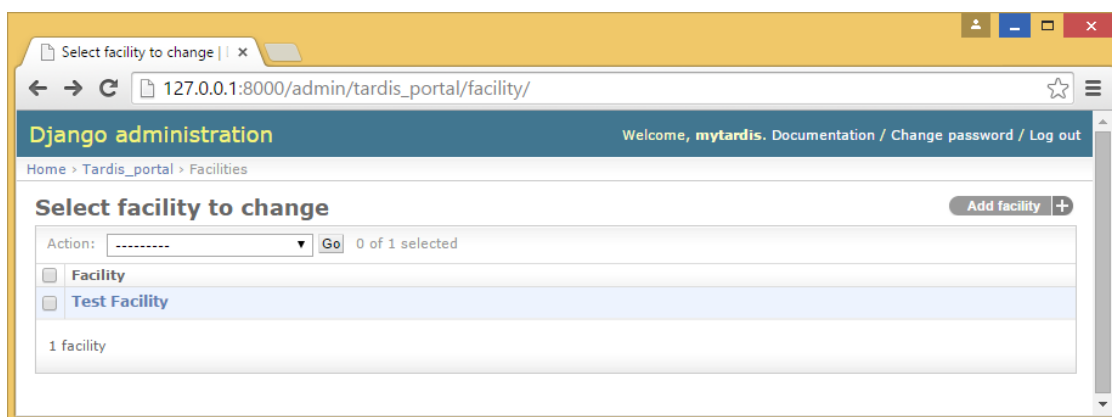 Select facility to change |
127.0.0.1:8000/admin/tardis_portal/facility/
Django administration
Welcome, mytardis. Documentation / Change password / Log out
Home › Tardis_portal › Facilities
Select facility to change
Add facility +
Action: --------- Go 0 of 1 selected
Facility
Test Facility
1 facility